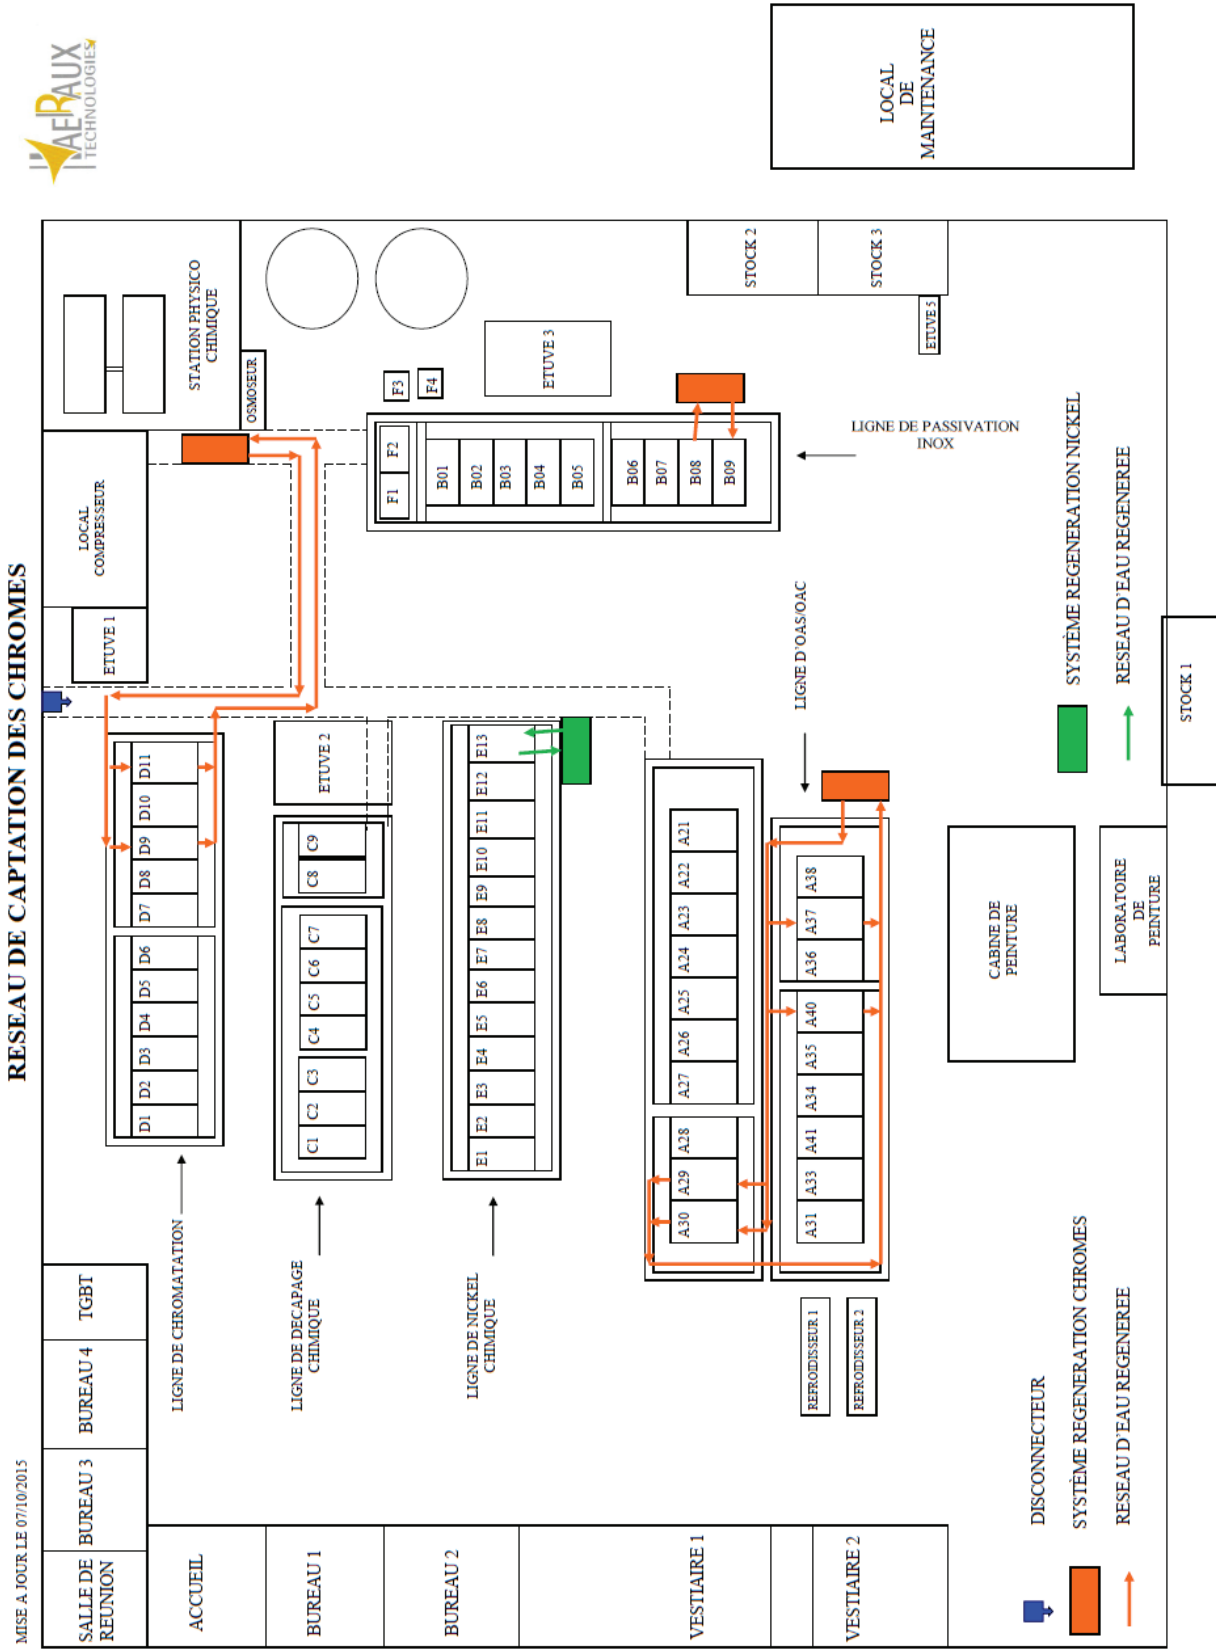 RESEAU DE CAPTATION DES CHROMES
MISE A JOUR LE 07/10/2015
AERAUX
TECHNOLOGIES
SALLE DE
REUNION
BUREAU 3
BUREAU 4
TGBT
ETUVE 1
LOCAL
COMPRESSEUR
STATION PHYSICO
CHIMIQUE
OSMOSEUR
ACCUEIL
LIGNE DE CHROMATATION
D1
D2
D3
D4
D5
D6
D7
D8
D9
D10
D11
BUREAU 1
LIGNE DE DECAPAGE
CHIMIQUE
C1
C2
C3
C4
C5
C6
C7
C8
C9
ETUVE 2
BUREAU 2
LIGNE DE NICKEL
CHIMIQUE
E1
E2
E3
E4
E5
E6
E7
E8
E9
E10
E11
E12
E13
F1
F2
F3
F4
B01
B02
B03
B04
B05
B06
B07
B08
B09
ETUVE 3
LIGNE DE PASSIVATION
INOX
STOCK 2
STOCK 3
ETUVE 5
LOCAL
DE
MAINTENANCE
VESTIAIRE 1
A30
A29
A28
A27
A26
A25
A24
A23
A22
A21
LIGNE D'OAS/OAC
VESTIAIRE 2
REFROIDISSEUR 1
REFROIDISSEUR 2
A31
A33
A41
A34
A35
A40
A36
A37
A38
CABINE DE
PEINTURE
LABORATOIRE
DE
PEINTURE
STOCK 1
DISCONNECTEUR
SYSTÈME REGENERATION CHROMES
RESEAU D'EAU REGENEREE
SYSTÈME REGENERATION NICKEL
RESEAU D'EAU REGENEREE